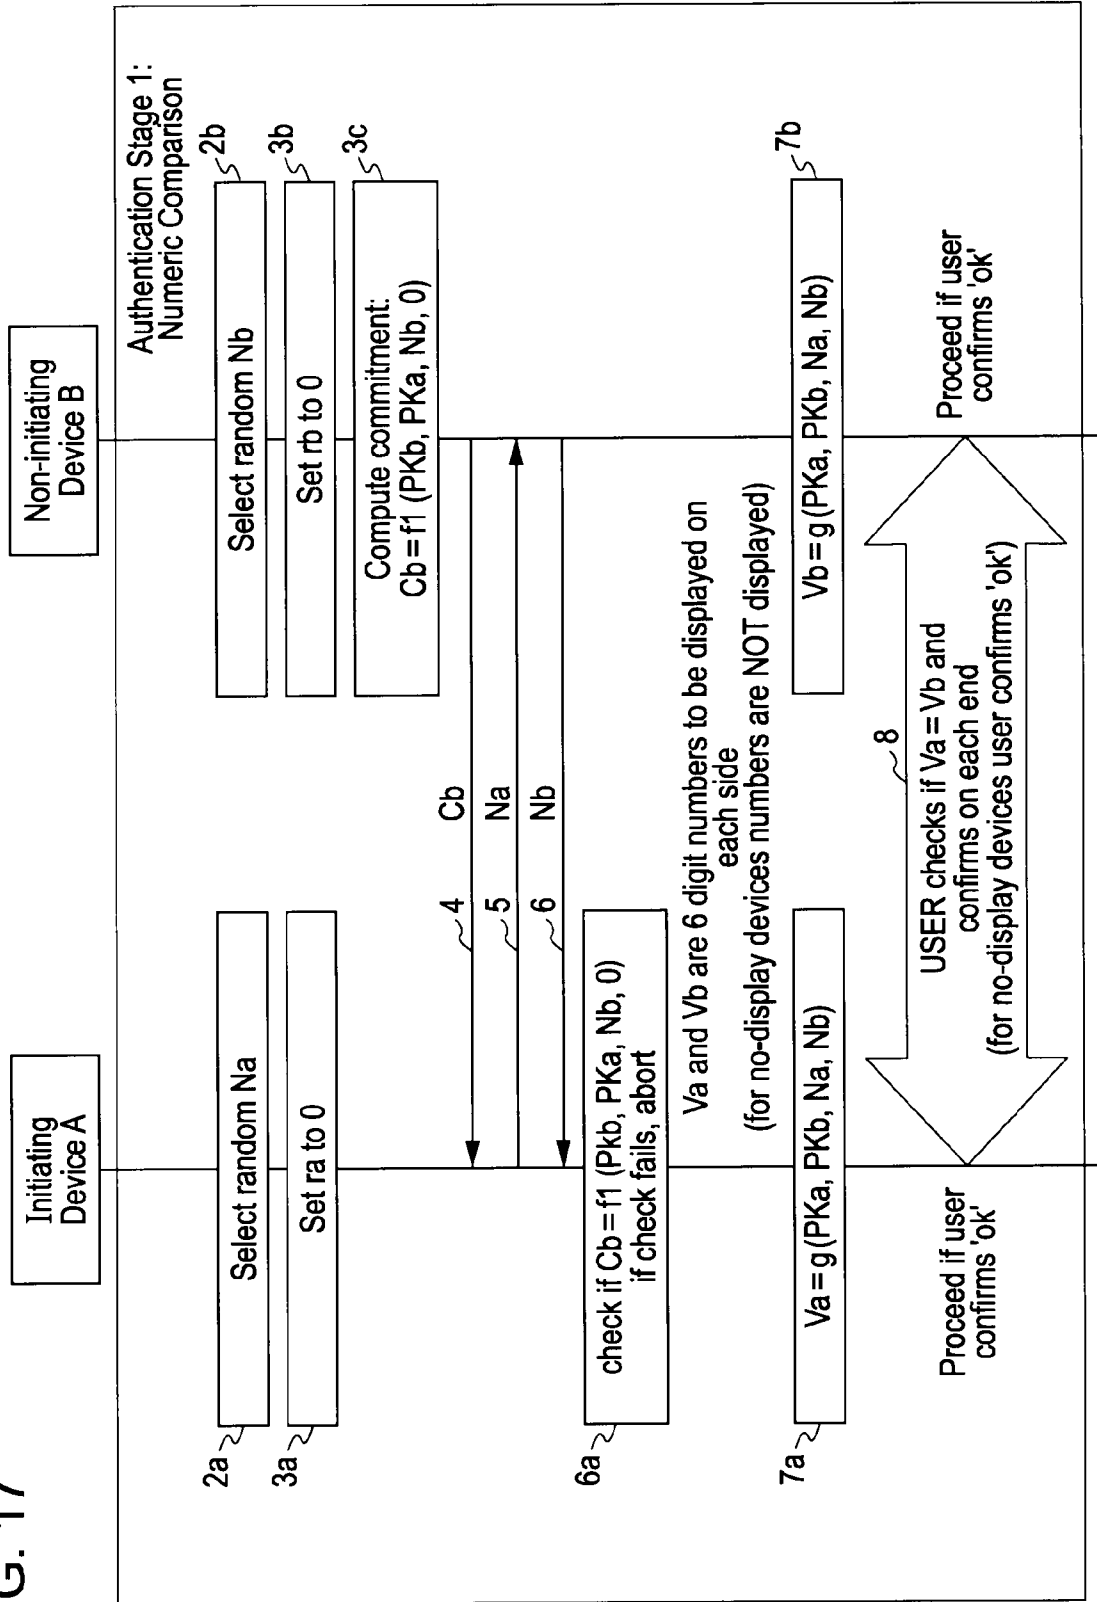 G. 17
Initiating
Device A
Non-initiating
Device B
Authentication Stage 1:
Numeric Comparison
2a
Select random Na
Select random Nb
2b
3a
Set ra to 0
Set rb to 0
3b
Compute commitment:
Cb = f1 (PKb, PKa, Nb, 0)
3c
4
Cb
5
Na
6
Nb
6a
check if Cb = f1 (Pkb, PKa, Nb, 0)
if check fails, abort
Va and Vb are 6 digit numbers to be displayed on
each side
(for no-display devices numbers are NOT displayed)
7a
Va = g (PKa, PKb, Na, Nb)
Vb = g (PKa, PKb, Na, Nb)
7b
8
USER checks if Va = Vb and
confirms on each end
(for no-display devices user confirms 'ok')
Proceed if user
confirms 'ok'
Proceed if user
confirms 'ok'